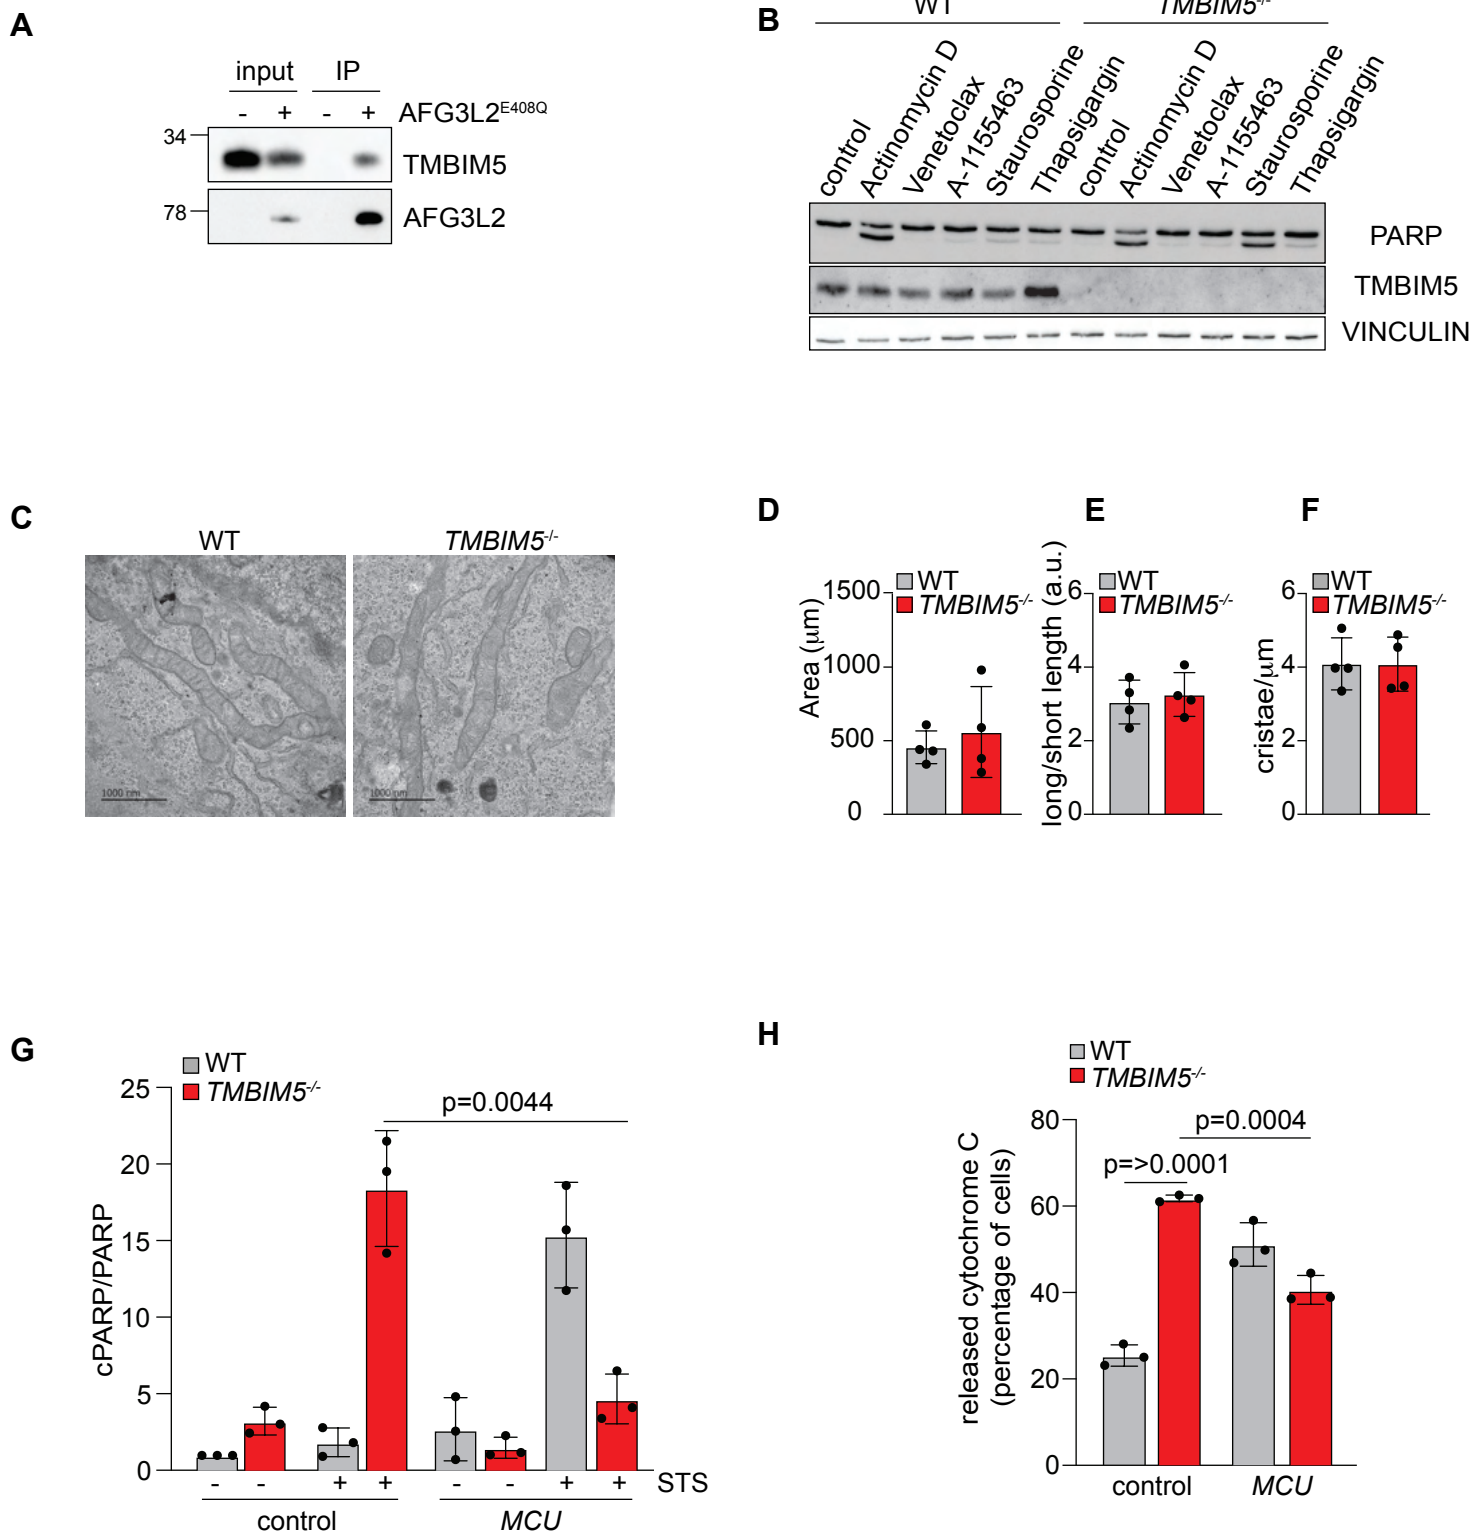 A
input IP
- + - + AFG3L2E408Q
34
TMBIM5
78
AFG3L2
B
WT TMBIM5-/-
control Actinomycin D Venetoclax A-1155463 Staurosporine Thapsigargin control Actinomycin D Venetoclax A-1155463 Staurosporine Thapsigargin
PARP
TMBIM5
VINCULIN
C
WT TMBIM5-/-
1000 nm 1000 nm
D
WT
TMBIM5-/-
Area (μm)
1500
1000
500
0
E
WT
TMBIM5-/-
long/short length (a.u.)
6
4
2
0
F
WT
TMBIM5-/-
cristae/μm
6
4
2
0
G
WT
TMBIM5-/-
p=0.0044
cPARP/PARP
25
20
15
10
5
0
- - + + - - + + STS
control MCU
H
WT
TMBIM5-/-
p=0.0004
p=>0.0001
released cytochrome C
(percentage of cells)
80
60
40
20
0
control MCU